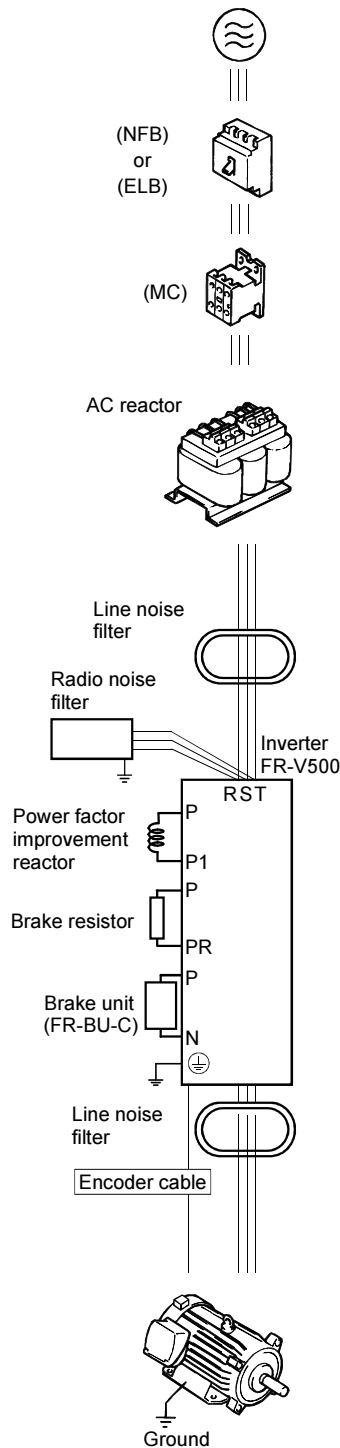 (NFB)
or
(ELB)
(MC)
AC reactor
Line noise
filter
Radio noise
filter
Inverter
FR-V500
R S T
Power factor
improvement
reactor
P
P1
P
Brake resistor
PR
P
Brake unit
(FR-BU-C)
N
Line noise
filter
Encoder cable
Ground